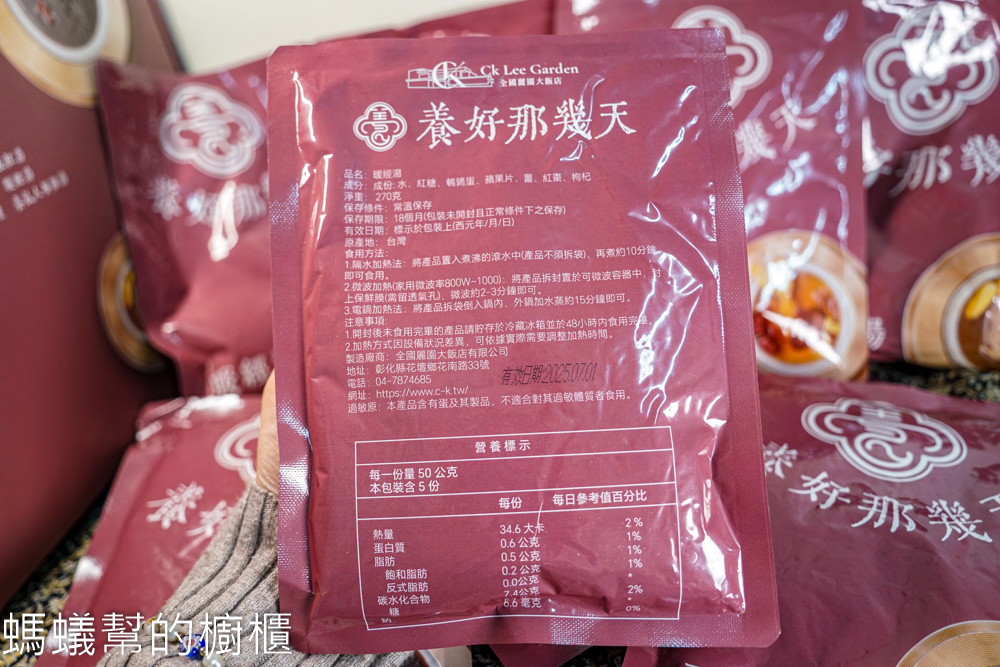 Ck Lee Garden
全國麗園大飯店
養好那幾天
品名: 暖經湯
成分: 成份: 水、紅糖、鵪鶉蛋、蘋果片、薑、紅棗、枸杞
淨重: 270克
保存條件: 常溫保存
保存期限: 18個月(包裝未開封且正常條件下之保存)
有效日期: 標示於包裝上(西元年/月/日)
原產地: 台灣
食用方法:
1.隔水加熱法: 將產品置入煮沸的滾水中(產品不須拆袋), 再煮約10分鐘
即可食用。
2.微波加熱(家用微波率800W~1000): 將產品拆封置於可微波容器中, 封
上保鮮膜(需留透氣孔)、微波約2-3分鐘即可。
3.電鍋加熱法: 將產品拆袋倒入鍋內、外鍋加水蒸約15分鐘即可。
注意事項:
1.開封後未食用完畢的產品請貯存於冷藏冰箱並於48小時內食用完畢。
2.加熱方式因設備狀況差異, 可依據實際需要調整加熱時間。
製造廠商: 全國麗園大飯店有限公司
地址: 彰化縣花壇鄉花南路33號
電話: 04-7874685
有效日期:2025.07.01
網址: https://www.c-k.tw/
過敏原: 本產品含有蛋及其製品, 不適合對其過敏體質者食用。
營養標示
每一份量 50 公克
本包裝含 5 份
每份 每日參考值百分比
熱量 34.6 大卡 2%
蛋白質 0.6 公克 1%
脂肪 0.5 公克 1%
飽和脂肪 0.2 公克 1%
反式脂肪 0.0公克 *
碳水化合物 7.4公克 2%
糖 6.6
毫克 0%
好那幾
好那幾
螞蟻幫的櫥櫃